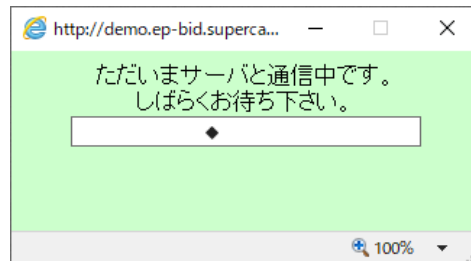 http://demo.ep-bid.superca...
ただいまサーバと通信中です。
しばらくお待ち下さい。
◆
100%